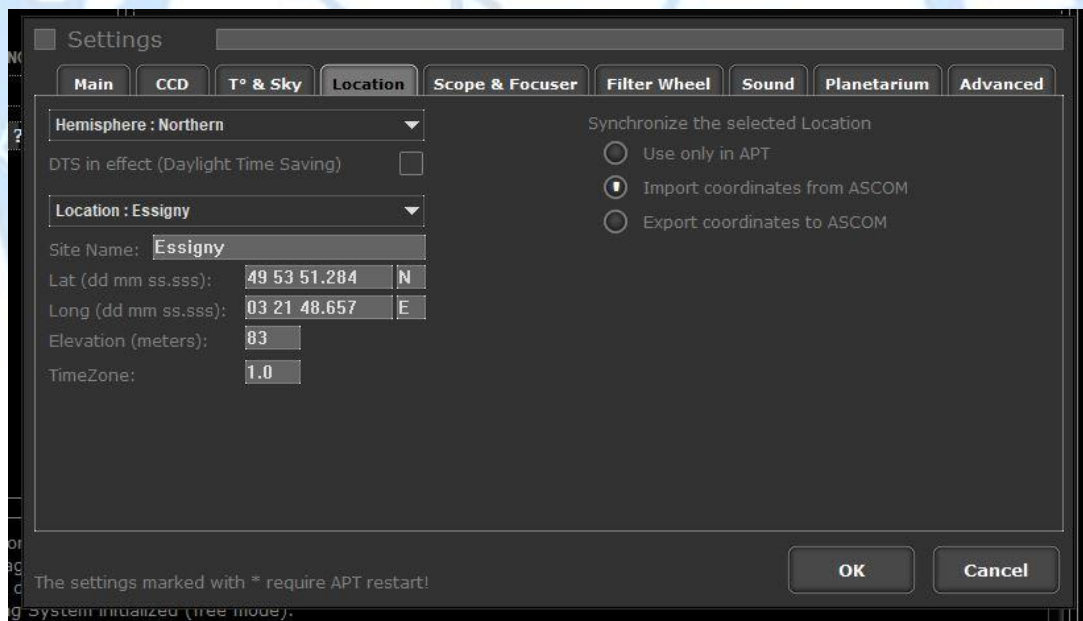 Settings
Main CCD T° & Sky Location Scope & Focuser Filter Wheel Sound Planetarium Advanced
Hemisphere : Northern
DTS in effect (Daylight Time Saving)
Location : Essigny
Site Name: Essigny
Lat (dd mm ss.sss): 49 53 51.284 N
Long (dd mm ss.sss): 03 21 48.657 E
Elevation (meters): 83
TimeZone: 1.0
Synchronize the selected Location
Use only in APT
Import coordinates from ASCOM
Export coordinates to ASCOM
?
OK Cancel
The settings marked with * require APT restart!
System initialized (free mode).